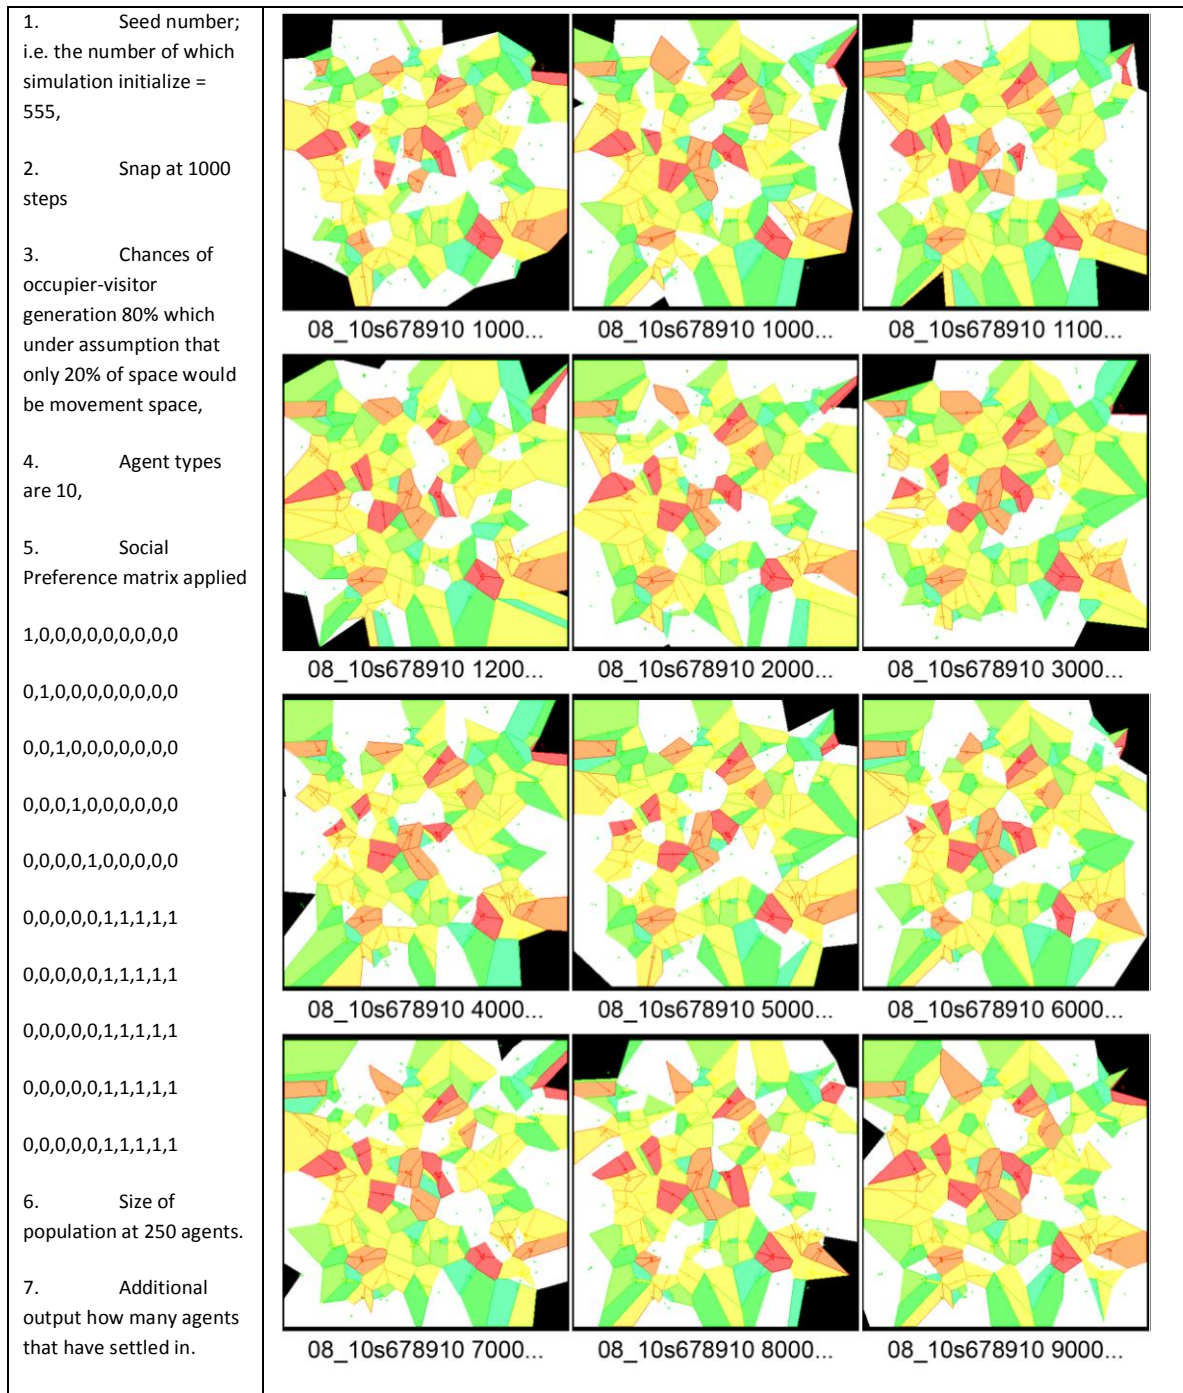 1. Seed number;
i.e. the number of which
simulation initialize =
555,
2. Snap at 1000
steps
3. Chances of
occupier-visitor
generation 80% which
under assumption that
only 20% of space would
be movement space,
4. Agent types
are 10,
5. Social
Preference matrix applied
1,0,0,0,0,0,0,0,0,0
0,1,0,0,0,0,0,0,0,0
0,0,1,0,0,0,0,0,0,0
0,0,0,1,0,0,0,0,0,0
0,0,0,0,1,0,0,0,0,0
0,0,0,0,0,1,1,1,1,1
0,0,0,0,0,1,1,1,1,1
0,0,0,0,0,1,1,1,1,1
0,0,0,0,0,1,1,1,1,1
0,0,0,0,0,1,1,1,1,1
6. Size of
population at 250 agents.
7. Additional
output how many agents
that have settled in.
08_10s678910 1000... 08_10s678910 1000... 08_10s678910 1100...
08_10s678910 1200... 08_10s678910 2000... 08_10s678910 3000...
08_10s678910 4000... 08_10s678910 5000... 08_10s678910 6000...
08_10s678910 7000... 08_10s678910 8000... 08_10s678910 9000...